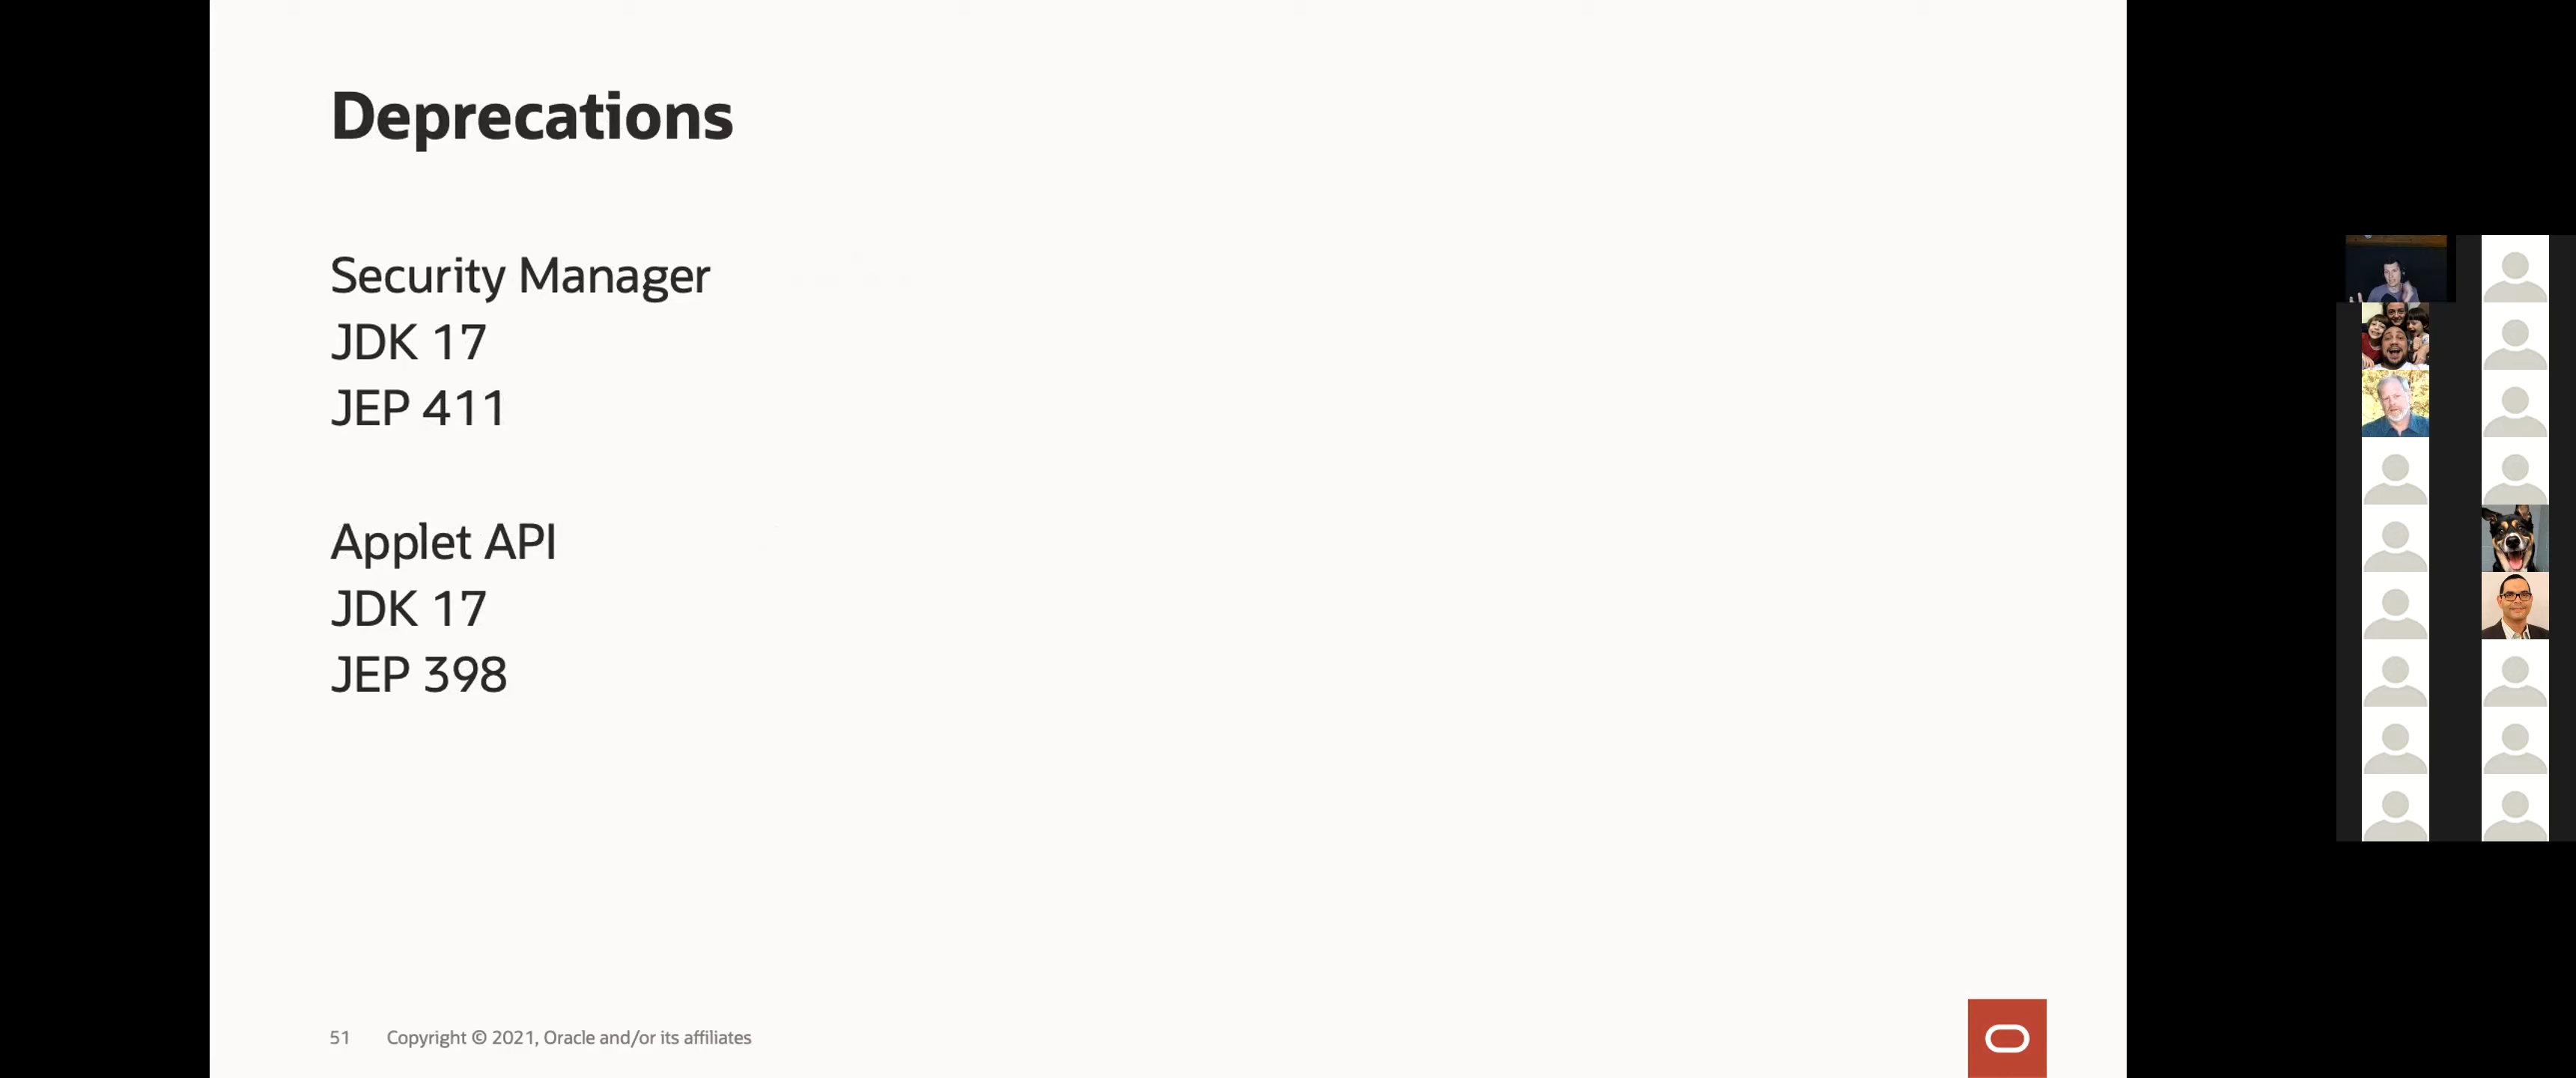 Deprecations
Security Manager
JDK 17
JEP 411
Applet API
JDK 17
JEP 398
51 Copyright © 2021, Oracle and/or its affiliates